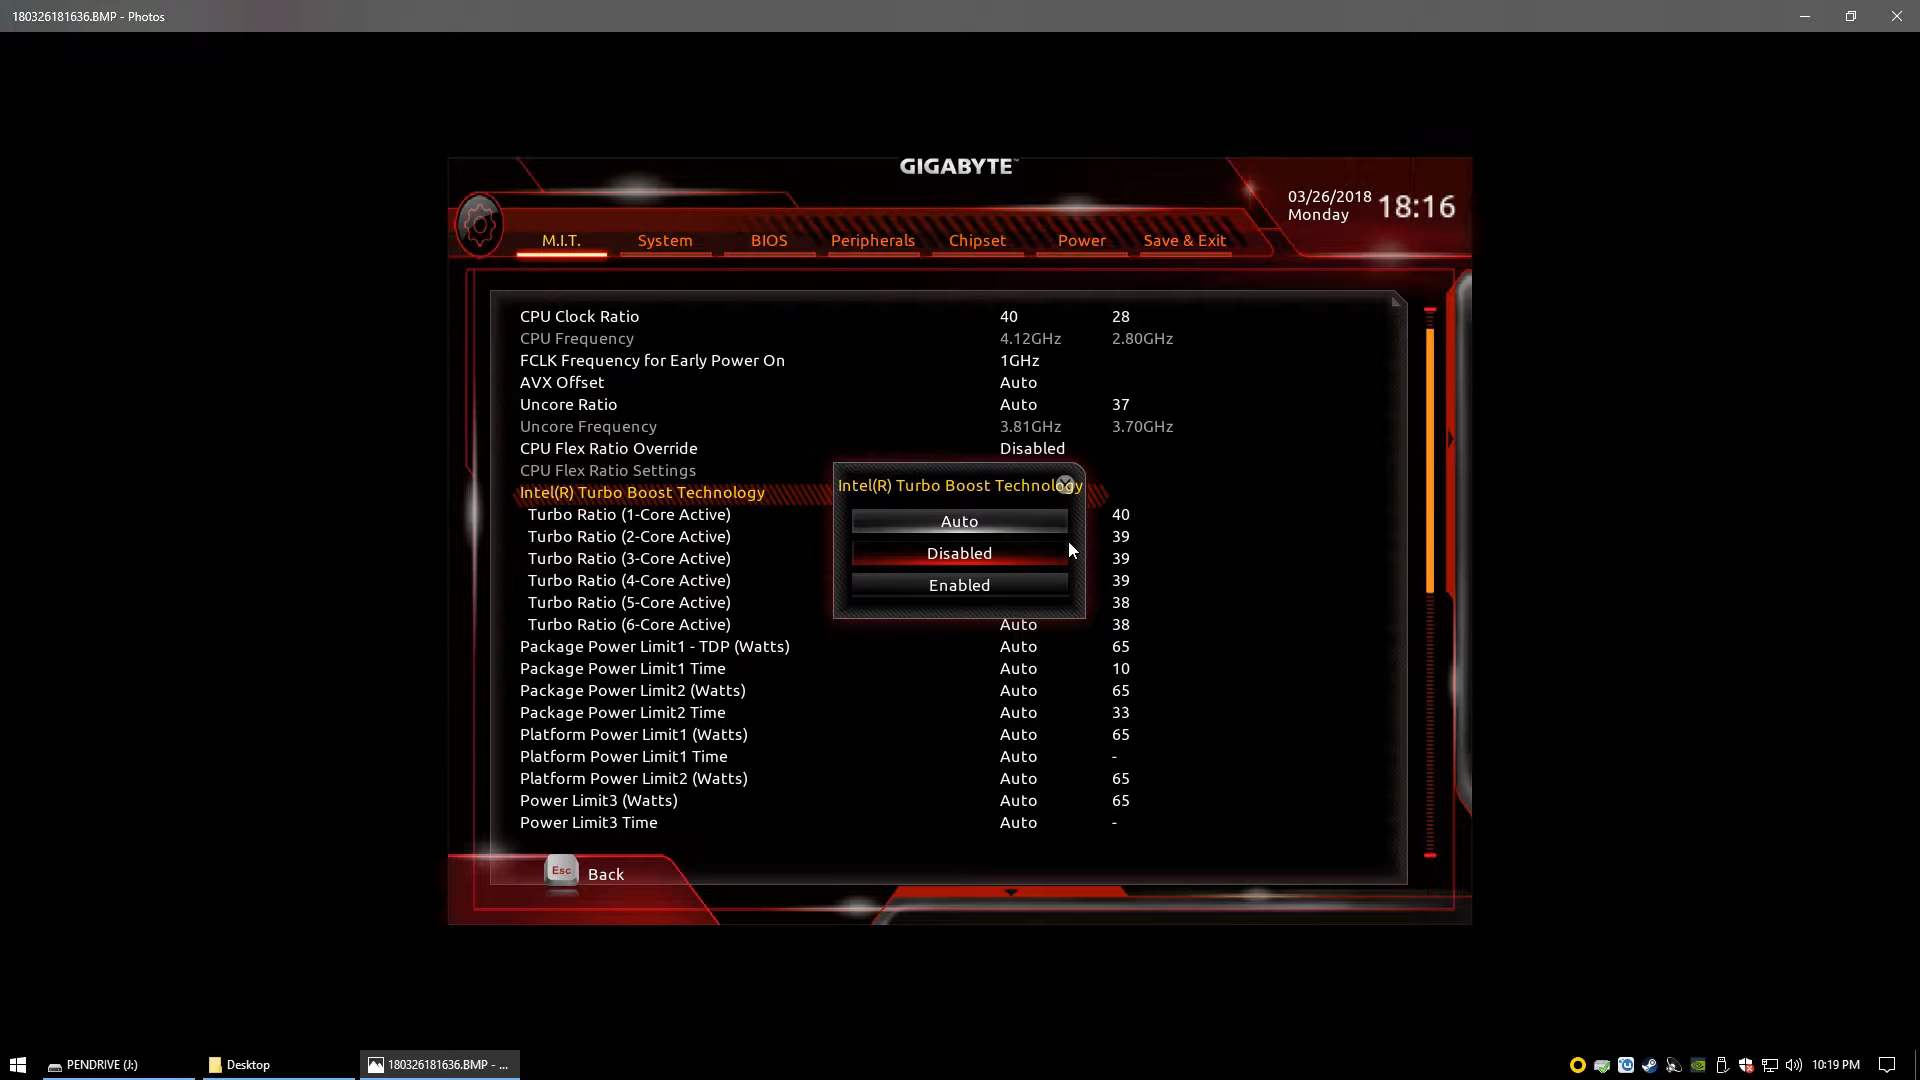 180326181636.BMP - Photos
GIGABYTE™
03/26/2018
Monday
18:16
M.I.T. System BIOS Peripherals Chipset Power Save & Exit
CPU Clock Ratio 40 28
CPU Frequency 4.12GHz 2.80GHz
FCLK Frequency for Early Power On 1GHz
AVX Offset Auto
Uncore Ratio Auto 37
Uncore Frequency 3.81GHz 3.70GHz
CPU Flex Ratio Override Disabled
CPU Flex Ratio Settings
Intel(R) Turbo Boost Technology
Turbo Ratio (1-Core Active) 40
Turbo Ratio (2-Core Active) 39
Turbo Ratio (3-Core Active) 39
Turbo Ratio (4-Core Active) 39
Turbo Ratio (5-Core Active) 38
Turbo Ratio (6-Core Active) Auto 38
Package Power Limit1 - TDP (Watts) Auto 65
Package Power Limit1 Time Auto 10
Package Power Limit2 (Watts) Auto 65
Package Power Limit2 Time Auto 33
Platform Power Limit1 (Watts) Auto 65
Platform Power Limit1 Time Auto -
Platform Power Limit2 (Watts) Auto 65
Power Limit3 (Watts) Auto 65
Power Limit3 Time Auto -
Intel(R) Turbo Boost Technology
Auto
Disabled
Enabled
Esc Back
PENDRIVE (J:) Desktop 180326181636.BMP - ... 10:19 PM